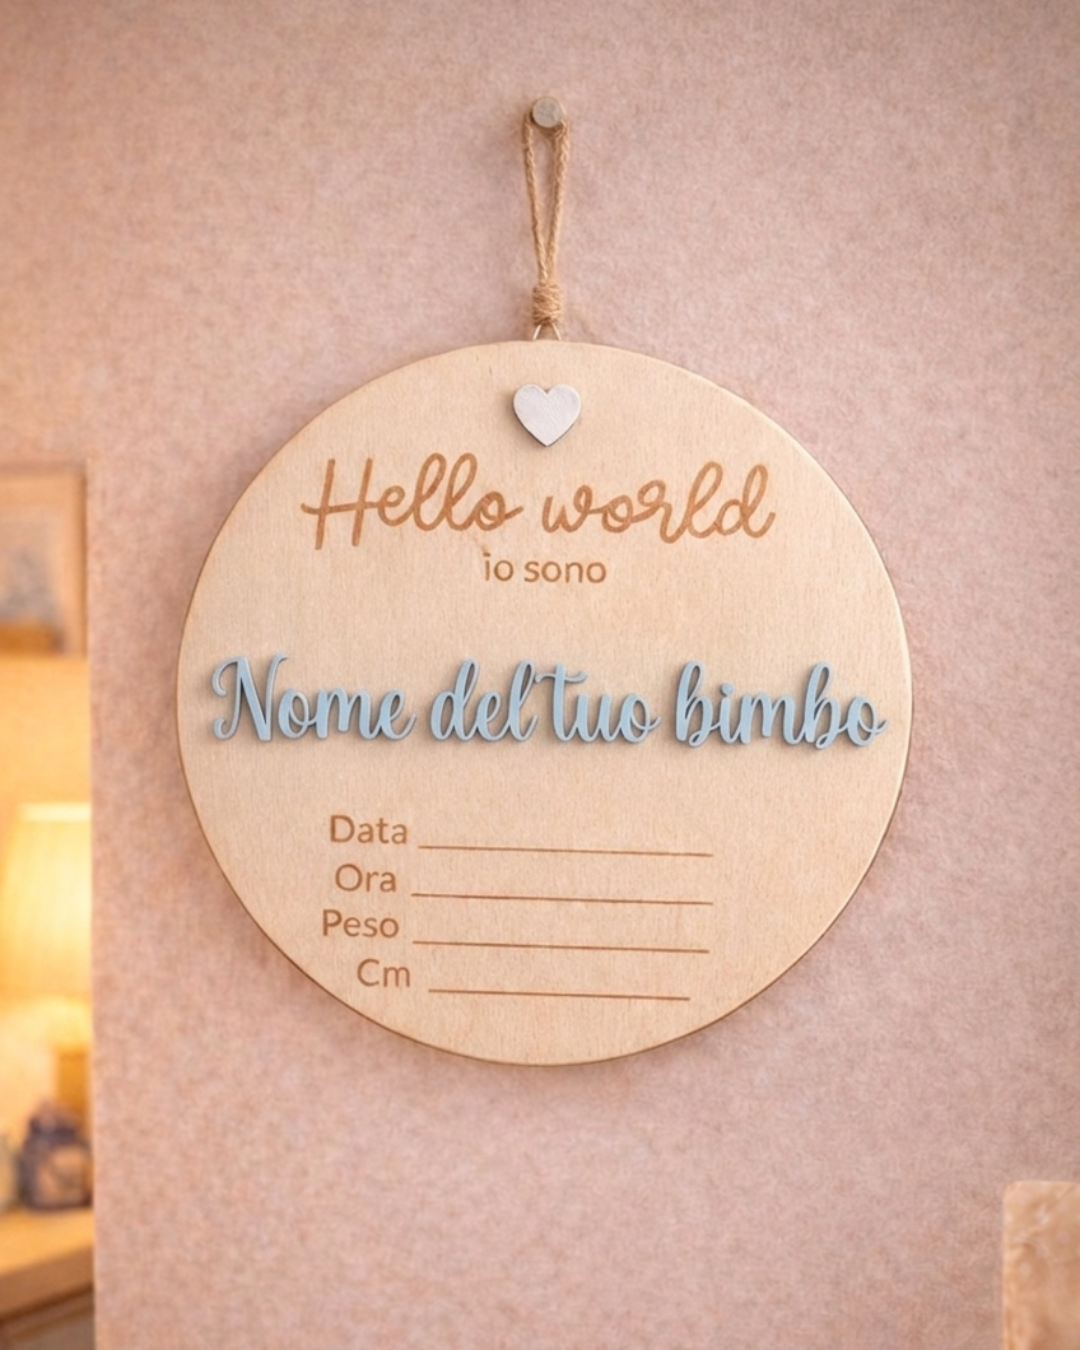 Hello world
io sono
Nome del tuo bimbo
Data
Ora
Peso
Cm